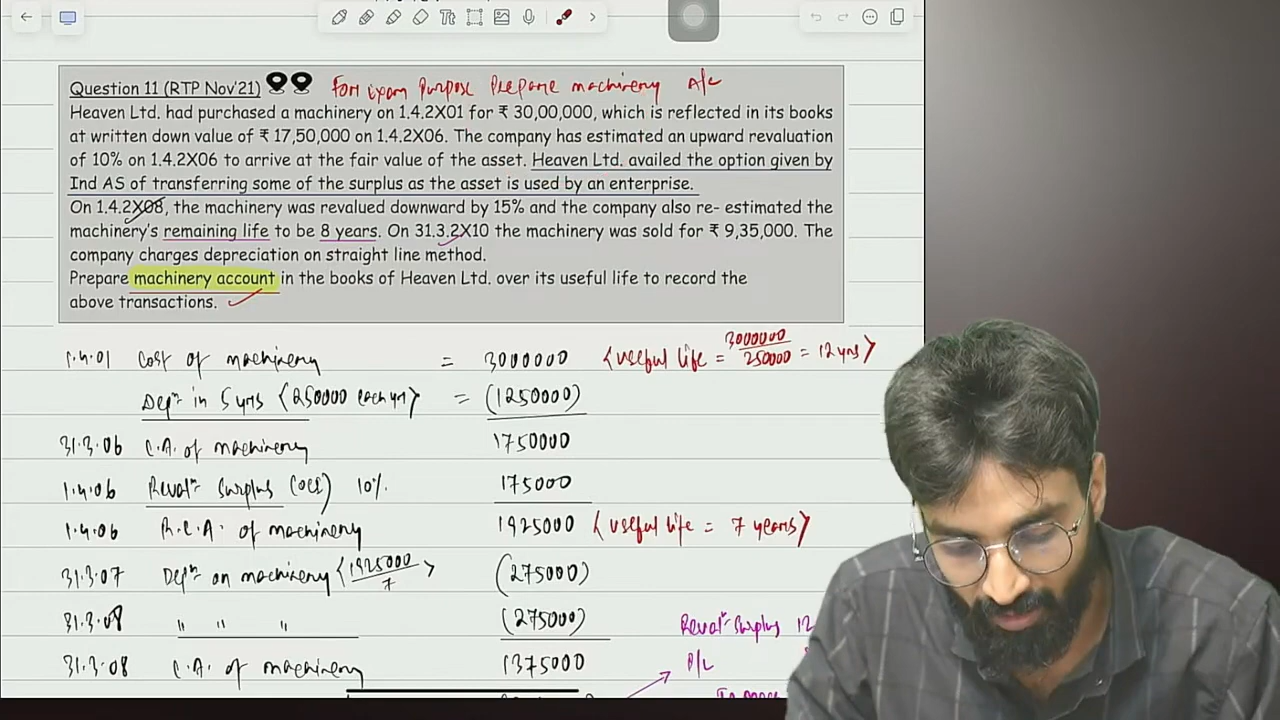 Question 11 (RTP Nov'21) For exam Purpose Prepare machinery A/c
Heaven Ltd. had purchased a machinery on 1.4.2X01 for ₹ 30,00,000, which is reflected in its books
at written down value of ₹ 17,50,000 on 1.4.2X06. The company has estimated an upward revaluation
of 10% on 1.4.2X06 to arrive at the fair value of the asset. Heaven Ltd. availed the option given by
Ind AS of transferring some of the surplus as the asset is used by an enterprise.
On 1.4.2X08, the machinery was revalued downward by 15% and the company also re- estimated the
machinery's remaining life to be 8 years. On 31.3.2X10 the machinery was sold for ₹ 9,35,000. The
company charges depreciation on straight line method.
Prepare machinery account in the books of Heaven Ltd. over its useful life to record the
above transactions.
1.4.01 Cost of machinery = 3000000 <useful life = 3000000/250000 = 12 yrs>
Depn in 5 yrs <250000 each yr> = (1250000)
31.3.06 C.A. of machinery 1750000
1.4.06 Revaln Surplus (OCI) 10% 175000
1.4.06 R.C.A. of machinery 1925000 <useful life = 7 years>
31.3.07 Depn on machinery <1925000/7> (275000)
31.3.08 " " " (275000)
Revaln Surplus 12
31.3.08 C.A. of machinery 1375000
P/L